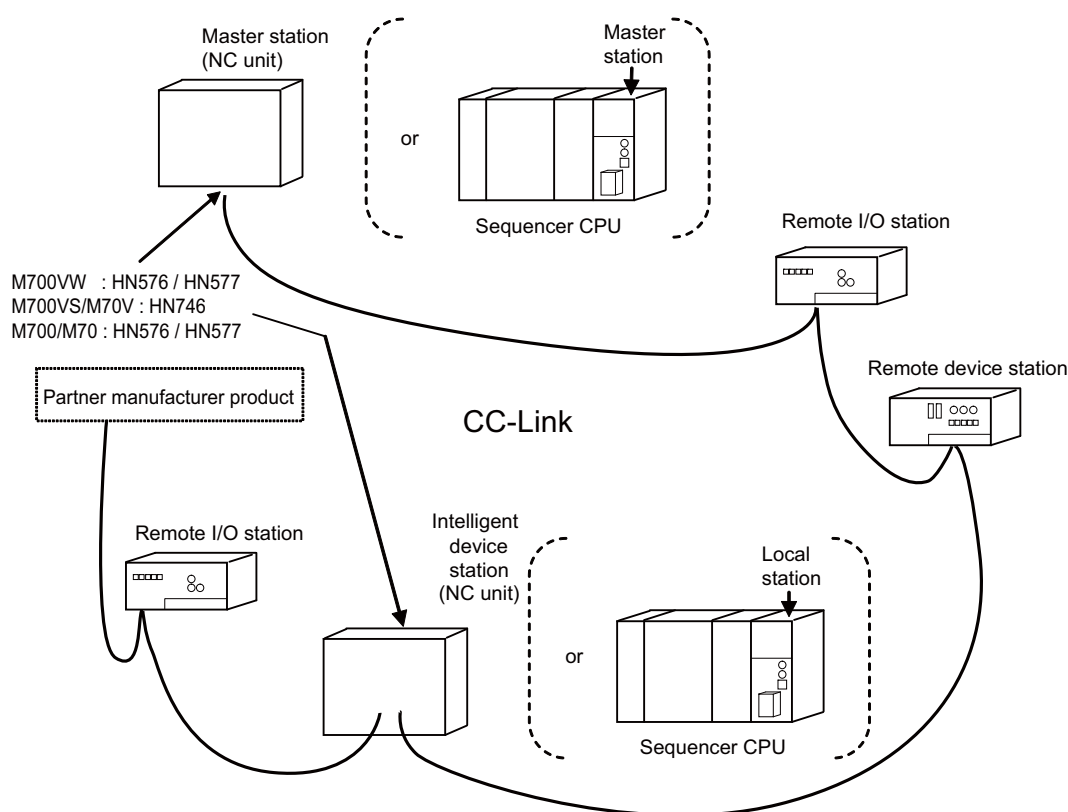 Master station
(NC unit)
Master
station
or
Sequencer CPU
Remote I/O station
M700VW : HN576 / HN577
M700VS/M70V : HN746
M700/M70 : HN576 / HN577
Remote device station
Partner manufacturer product
CC-Link
Remote I/O station
Intelligent
device
station
(NC unit)
Local
station
or
Sequencer CPU